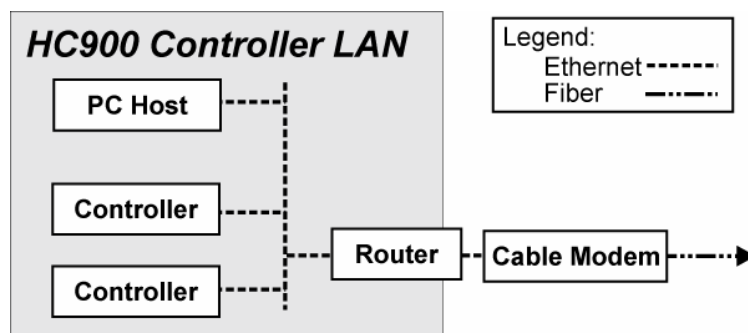 HC900 Controller LAN
Legend:
Ethernet
Fiber
PC Host
Controller
Router
Cable Modem
Controller